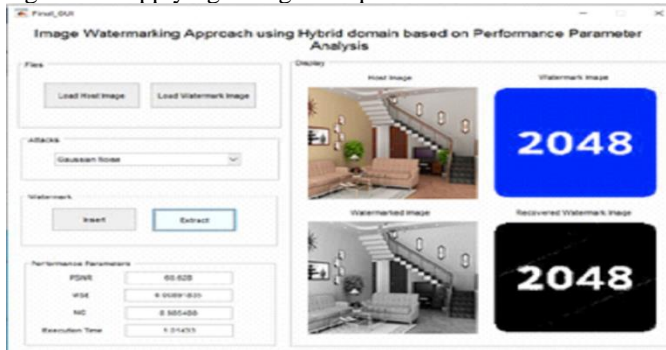 Final_GUI
Image Watermarking Approach using Hybrid domain based on Performance Parameter
Analysis
Files
Load Host Image
Load Watermark Image
Attacks
Gaussian Noise
Watermark
Insert
Extract
Performance Parameters
PSNR
MSE
NC
Execution Time
Display
Host Image
Watermark Image
2048
Watermarked Image
Recovered Watermark Image
2048